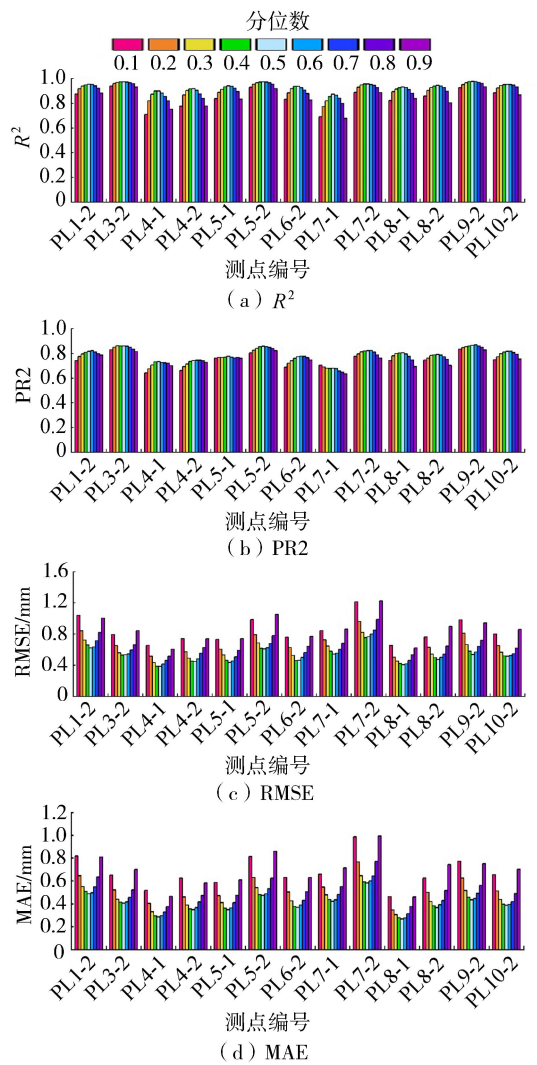 分位数
0.1 0.2 0.3 0.4 0.5 0.6 0.7 0.8 0.9
1.0
0.8
0.6
0.4
0.2
0
R²
PL1-2 PL3-2 PL4-1 PL4-2 PL5-1 PL5-2 PL6-2 PL7-1 PL7-2 PL8-1 PL8-2 PL9-2 PL10-2
测点编号
(a) R²
1.0
0.8
0.6
0.4
0.2
0
PR2
PL1-2 PL3-2 PL4-1 PL4-2 PL5-1 PL5-2 PL6-2 PL7-1 PL7-2 PL8-1 PL8-2 PL9-2 PL10-2
测点编号
(b) PR2
1.6
1.2
0.8
0.4
0
RMSE/mm
PL1-2 PL3-2 PL4-1 PL4-2 PL5-1 PL5-2 PL6-2 PL7-1 PL7-2 PL8-1 PL8-2 PL9-2 PL10-2
测点编号
(c) RMSE
1.2
1.0
0.8
0.6
0.4
0.2
0
MAE/mm
PL1-2 PL3-2 PL4-1 PL4-2 PL5-1 PL5-2 PL6-2 PL7-1 PL7-2 PL8-1 PL8-2 PL9-2 PL10-2
测点编号
(d) MAE